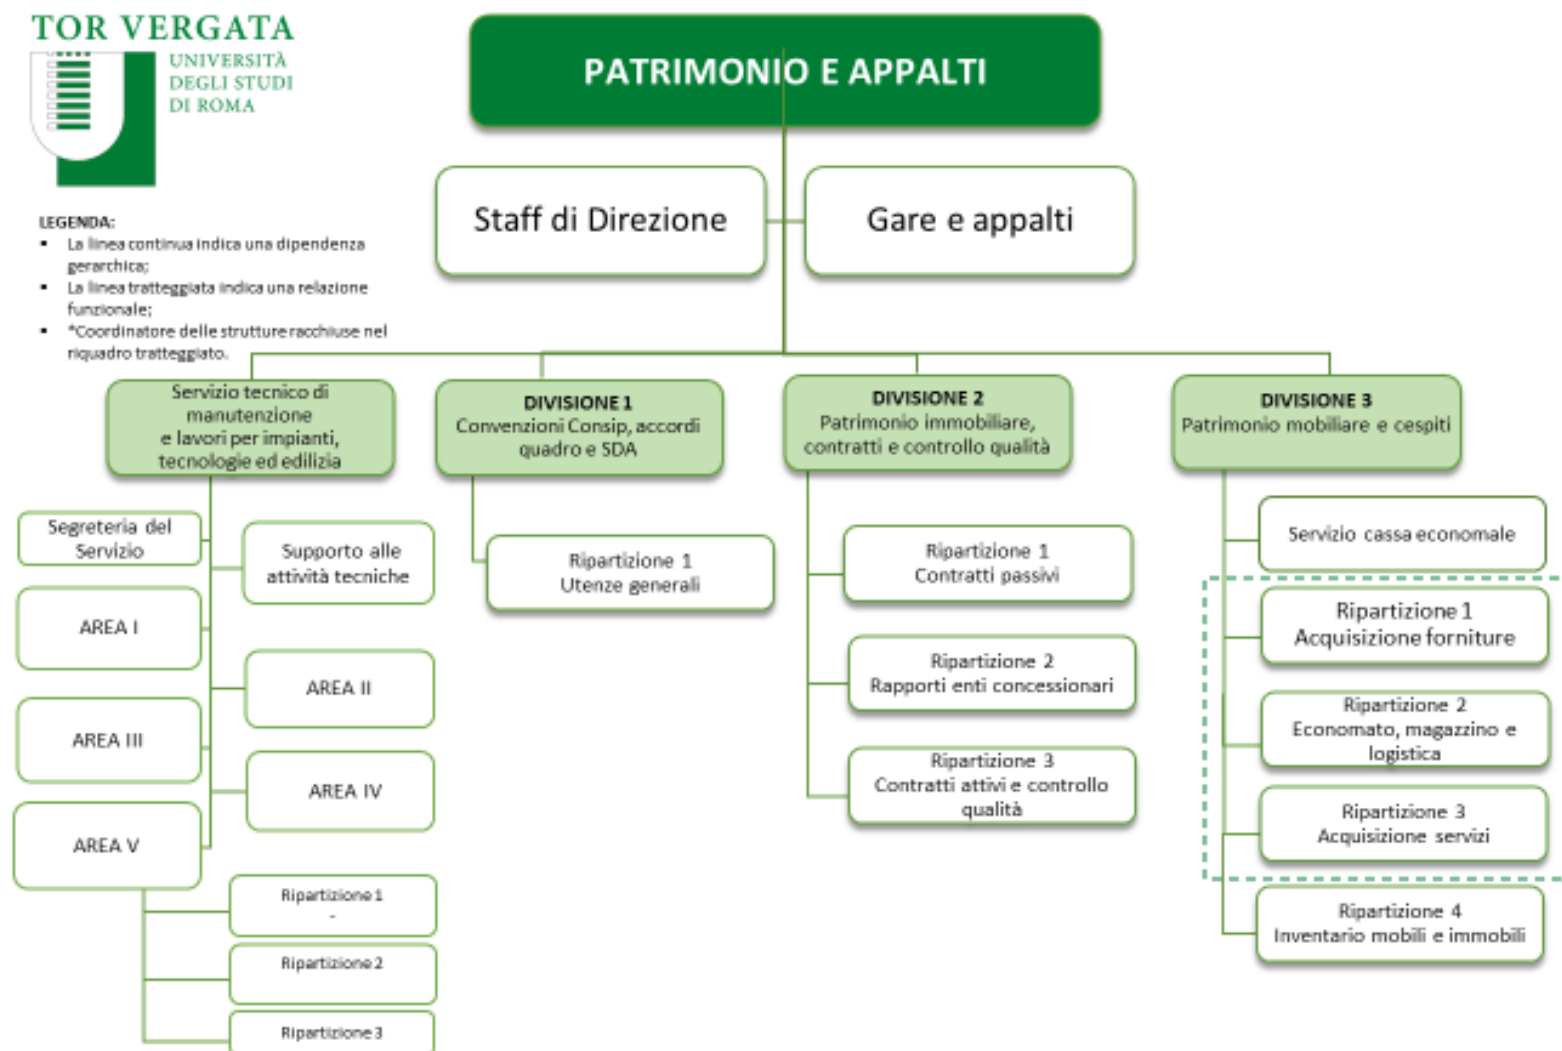 TOR VERGATA
UNIVERSITÀ
DEGLI STUDI
DI ROMA
PATRIMONIO E APPALTI
Staff di Direzione
Gare e appalti
LEGENDA:
▪ La linea continua indica una dipendenza
gerarchica;
▪ La linea tratteggiata indica una relazione
funzionale;
▪ *Coordinatore delle strutture racchiuse nel
riquadro tratteggiato.
Servizio tecnico di
manutenzione
e lavori per impianti,
tecnologie ed edilizia
DIVISIONE 1
Convenzioni Consip, accordi
quadro e SDA
DIVISIONE 2
Patrimonio immobiliare,
contratti e controllo qualità
DIVISIONE 3
Patrimonio mobiliare e cespiti
Segreteria del
Servizio
Supporto alle
attività tecniche
AREA I
AREA II
AREA III
AREA IV
AREA V
Ripartizione 1
-
Ripartizione 2
Ripartizione 3
Ripartizione 1
Utenze generali
Ripartizione 1
Contratti passivi
Ripartizione 2
Rapporti enti concessionari
Ripartizione 3
Contratti attivi e controllo
qualità
Servizio cassa economale
Ripartizione 1
Acquisizione forniture
Ripartizione 2
Economato, magazzino e
logistica
Ripartizione 3
Acquisizione servizi
Ripartizione 4
Inventario mobili e immobili